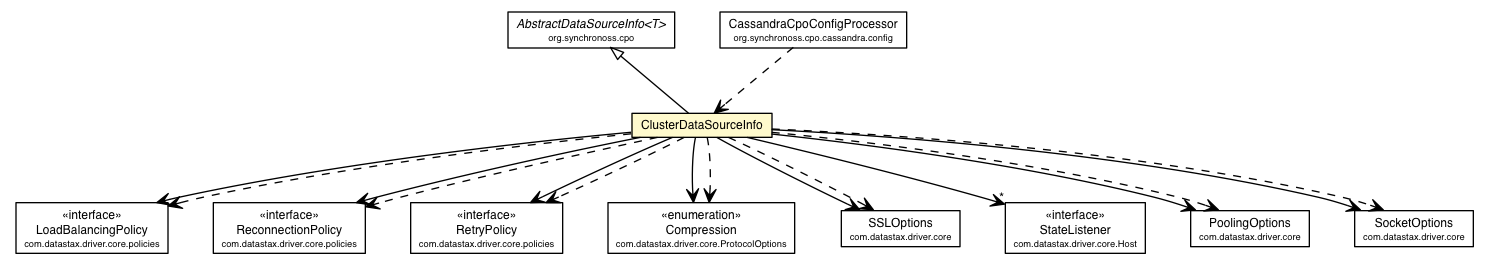 AbstractDataSourceInfo<T>
org.synchronoss.cpo
CassandraCpoConfigProcessor
org.synchronoss.cpo.cassandra.config
ClusterDataSourceInfo
«interface»
LoadBalancingPolicy
com.datastax.driver.core.policies
«interface»
ReconnectionPolicy
com.datastax.driver.core.policies
«interface»
RetryPolicy
com.datastax.driver.core.policies
«enumeration»
Compression
com.datastax.driver.core.ProtocolOptions
SSLOptions
com.datastax.driver.core
*
«interface»
StateListener
com.datastax.driver.core.Host
PoolingOptions
com.datastax.driver.core
SocketOptions
com.datastax.driver.core